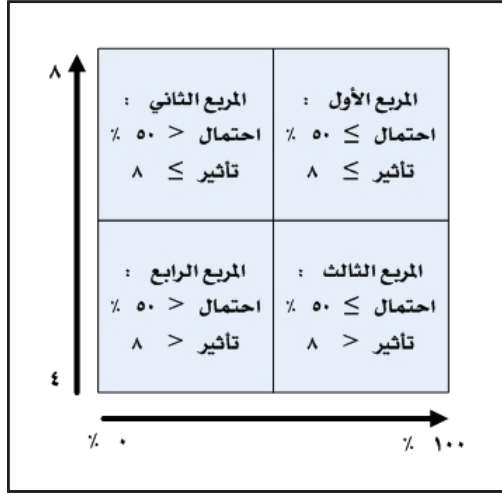 ٨
المربع الأول :
احتمال ≥ ٥٠ ٪
تأثير ≥ ٨
المربع الثاني :
احتمال < ٥٠ ٪
تأثير ≥ ٨
المربع الثالث :
احتمال ≥ ٥٠ ٪
تأثير < ٨
المربع الرابع :
احتمال < ٥٠ ٪
تأثير < ٨
٤
١٠٠ ٪
٠ ٪